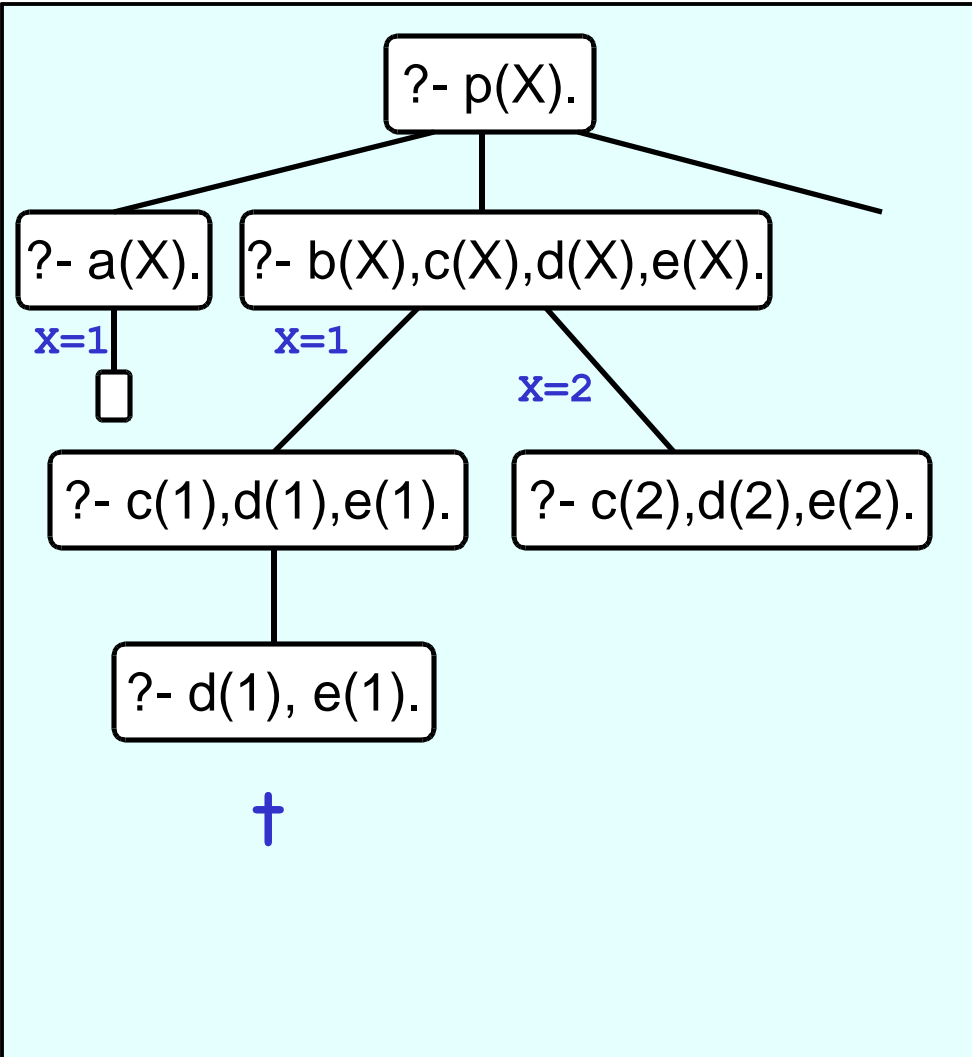 ?- p(X).
?- a(X).
?- b(X),c(X),d(X),e(X).
X=1
X=1
X=2
?- c(1),d(1),e(1).
?- c(2),d(2),e(2).
?- d(1), e(1).
†